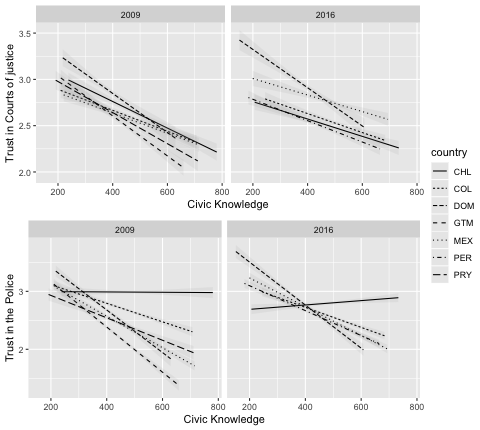 2009 2016
Trust in Courts of justice
3.5
3.0
2.5
2.0
200 400 600 800 200 400 600 800
Civic Knowledge
2009 2016
Trust in the Police
3
2
200 400 600 800 200 400 600 800
Civic Knowledge
country
CHL
COL
DOM
GTM
MEX
PER
PRY